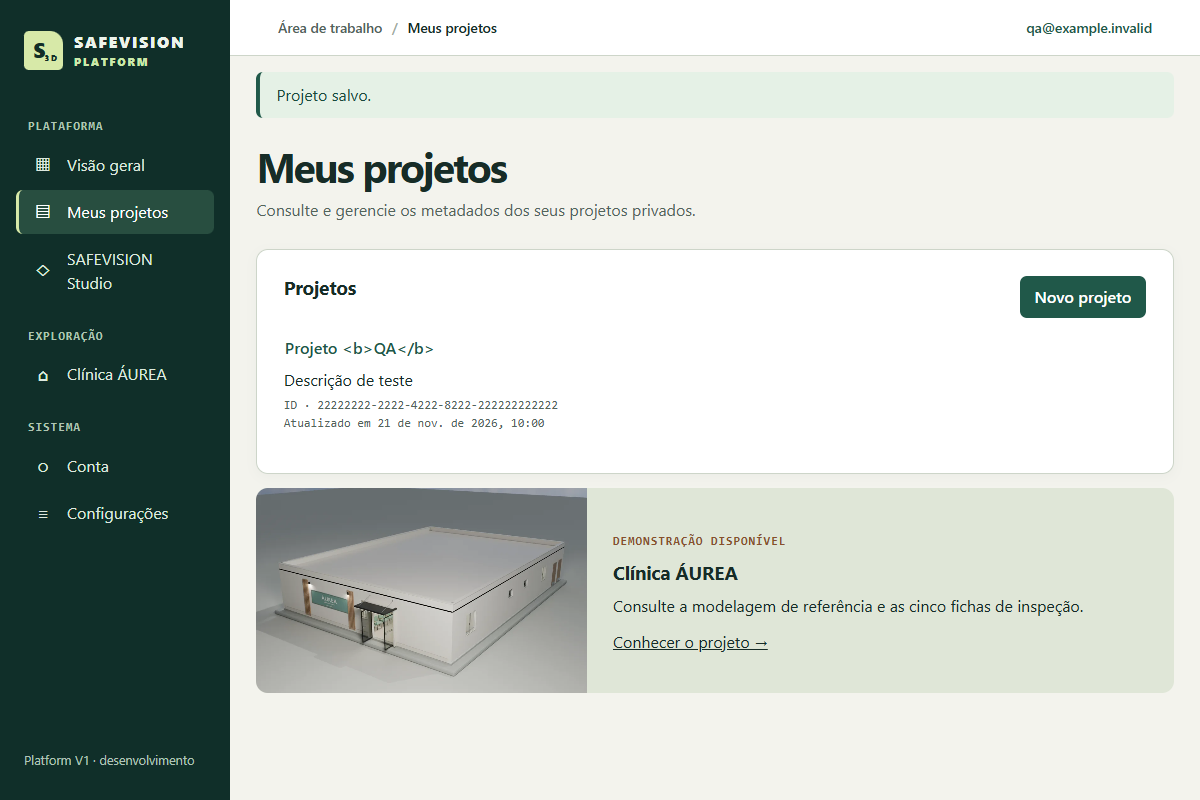 S3D
SAFEVISION
PLATFORM
PLATAFORMA
Visão geral
Meus projetos
SAFEVISION
Studio
EXPLORAÇÃO
Clínica ÁUREA
SISTEMA
Conta
Configurações
Platform V1 · desenvolvimento
Área de trabalho / Meus projetos
qa@example.invalid
Projeto salvo.
Meus projetos
Consulte e gerencie os metadados dos seus projetos privados.
Projetos
Novo projeto
Projeto <b>QA</b>
Descrição de teste
ID · 22222222-2222-4222-8222-222222222222
Atualizado em 21 de nov. de 2026, 10:00
ÁUREA
DEMONSTRAÇÃO DISPONÍVEL
Clínica ÁUREA
Consulte a modelagem de referência e as cinco fichas de inspeção.
Conhecer o projeto →